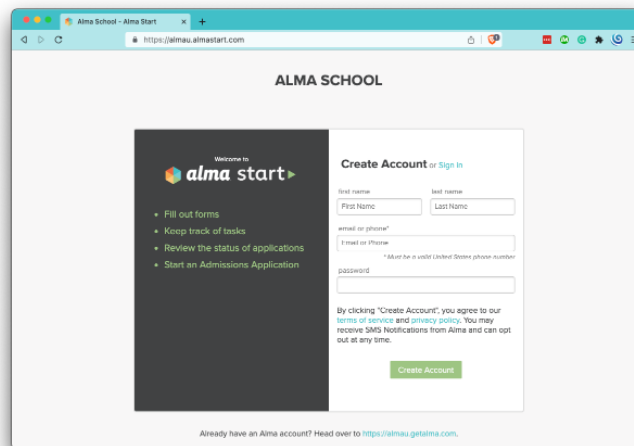 Alma School - Alma Start
https://almau.almastart.com
ALMA SCHOOL
Welcome to
alma start
Fill out forms
Keep track of tasks
Review the status of applications
Start an Admissions Application
Create Account or Sign In
first name
last name
First Name
Last Name
email or phone*
Email or Phone
* Must be a valid United States phone number
password
By clicking "Create Account", you agree to our
terms of service and privacy policy. You may
receive SMS Notifications from Alma and can opt
out at any time.
Create Account
Already have an Alma account? Head over to https://almau.getalma.com.